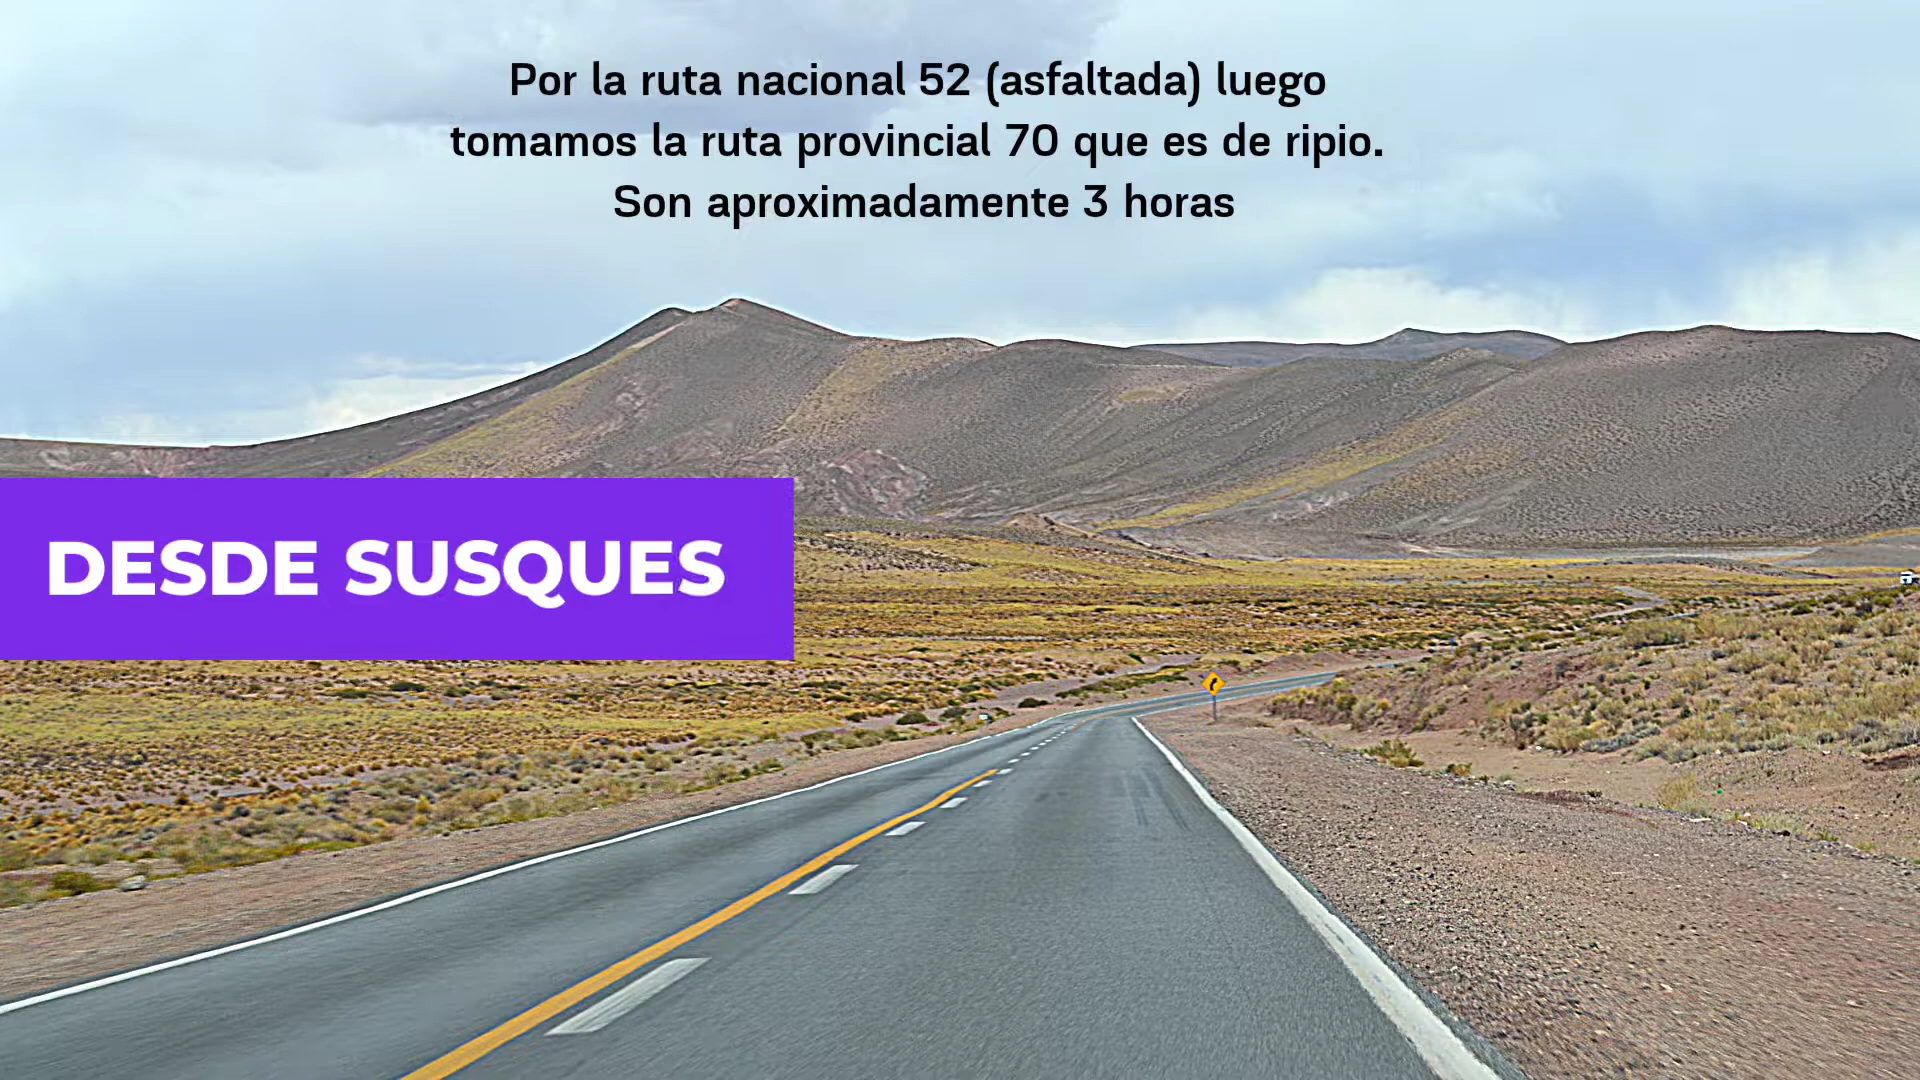 Por la ruta nacional 52 (asfaltada) luego
tomamos la ruta provincial 70 que es de ripio.
Son aproximadamente 3 horas
DESDE SUSQUES